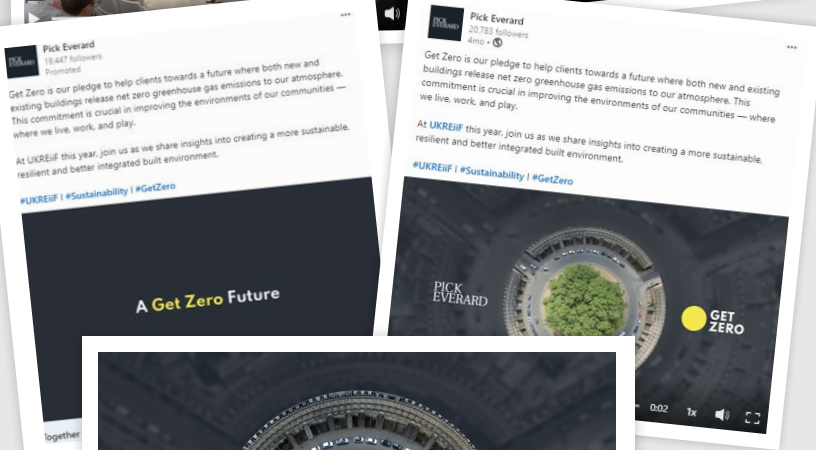 PICK
EVERARD
Pick Everard
19,447 followers
Promoted
Get Zero is our pledge to help clients towards a future where both new and
existing buildings release net zero greenhouse gas emissions to our atmosphere.
This commitment is crucial in improving the environments of our communities —
where we live, work, and play.
At UKREiiF this year, join us as we share insights into creating a more sustainable,
resilient and better integrated built environment.
#UKREiiF | #Sustainability | #GetZero
A Get Zero Future
Together
PICK
EVERARD
Pick Everard
20,783 followers
4mo •
Get Zero is our pledge to help clients towards a future where both new and existing
buildings release net zero greenhouse gas emissions to our atmosphere. This
commitment is crucial in improving the environments of our communities — where
we live, work, and play.
At UKREiiF this year, join us as we share insights into creating a more sustainable,
resilient and better integrated built environment.
#UKREiiF | #Sustainability | #GetZero
PICK
EVERARD
GET
ZERO
0:02 1x